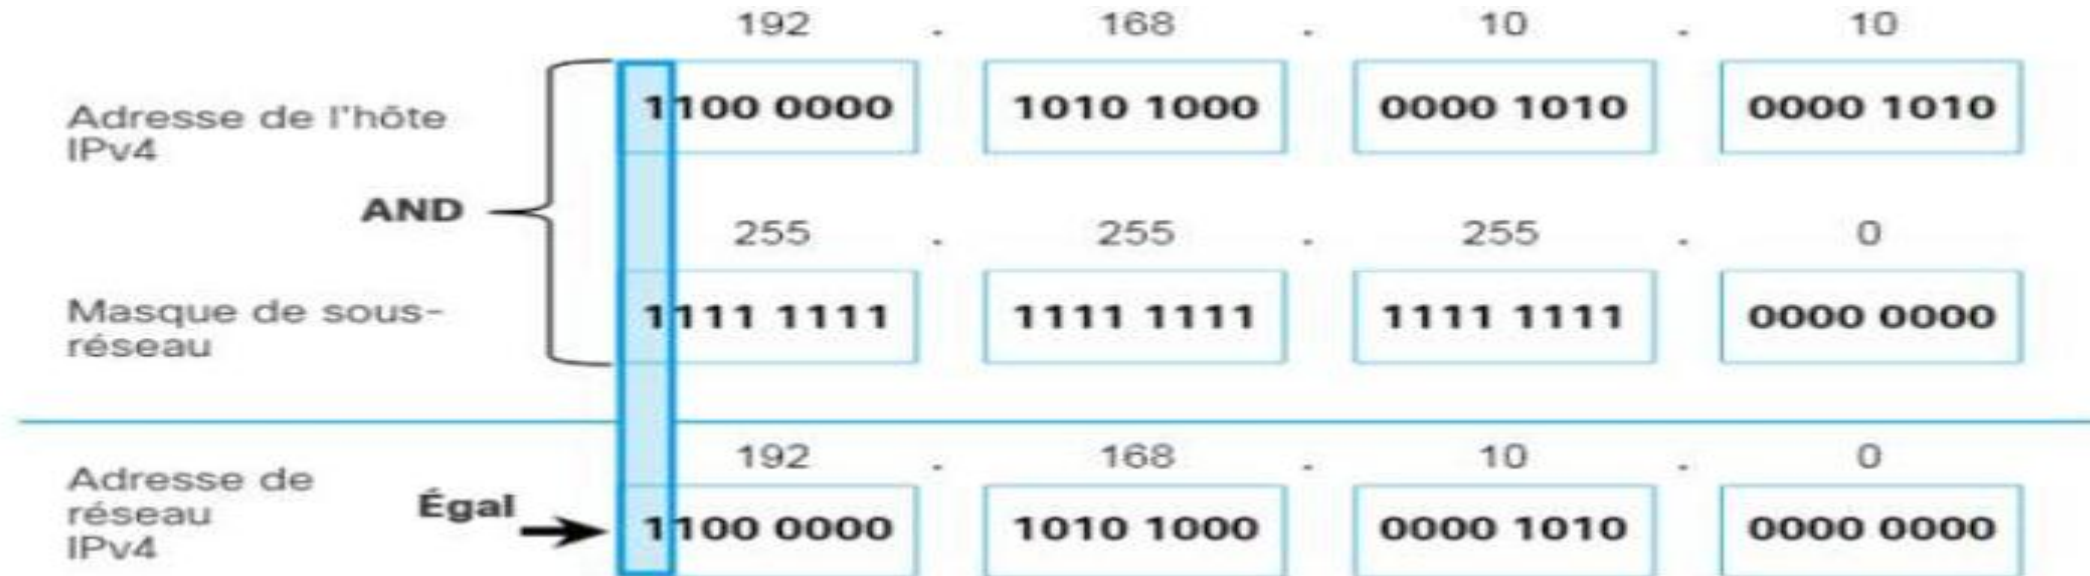 192 . 168 . 10 . 10
Adresse de l'hôte
IPv4
1100 0000 1010 1000 0000 1010 0000 1010
AND
255 . 255 . 255 . 0
Masque de sous-
réseau
1111 1111 1111 1111 1111 1111 0000 0000
192 . 168 . 10 . 0
Adresse de
réseau
IPv4
Égal
1100 0000 1010 1000 0000 1010 0000 0000